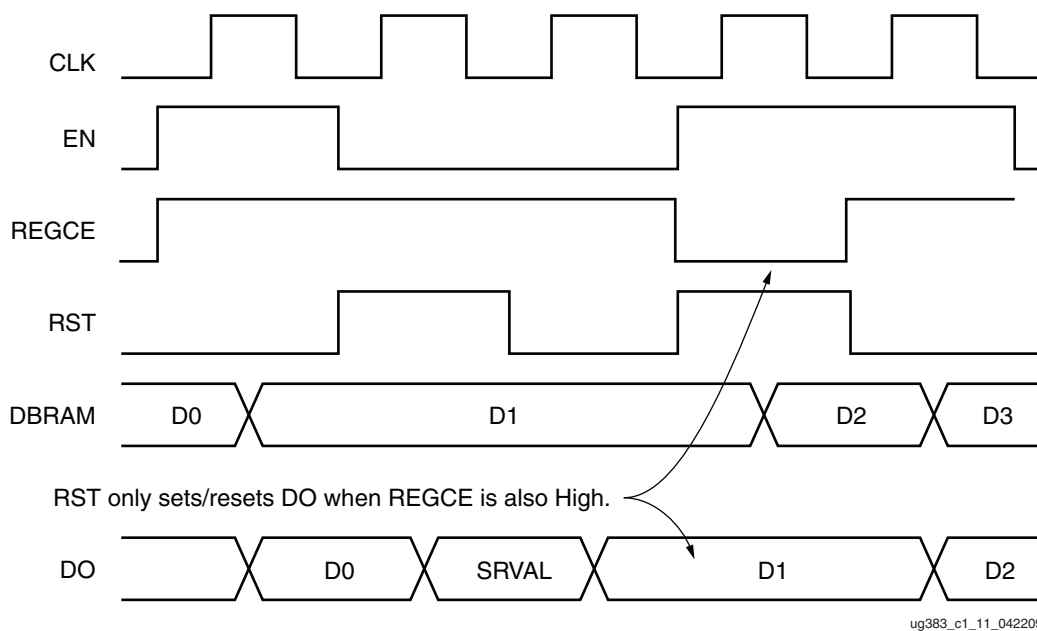 CLK
EN
REGCE
RST
DBRAM D0 D1 D2 D3
RST only sets/resets DO when REGCE is also High.
DO D0 SRVAL D1 D2
ug383_c1_11_042209